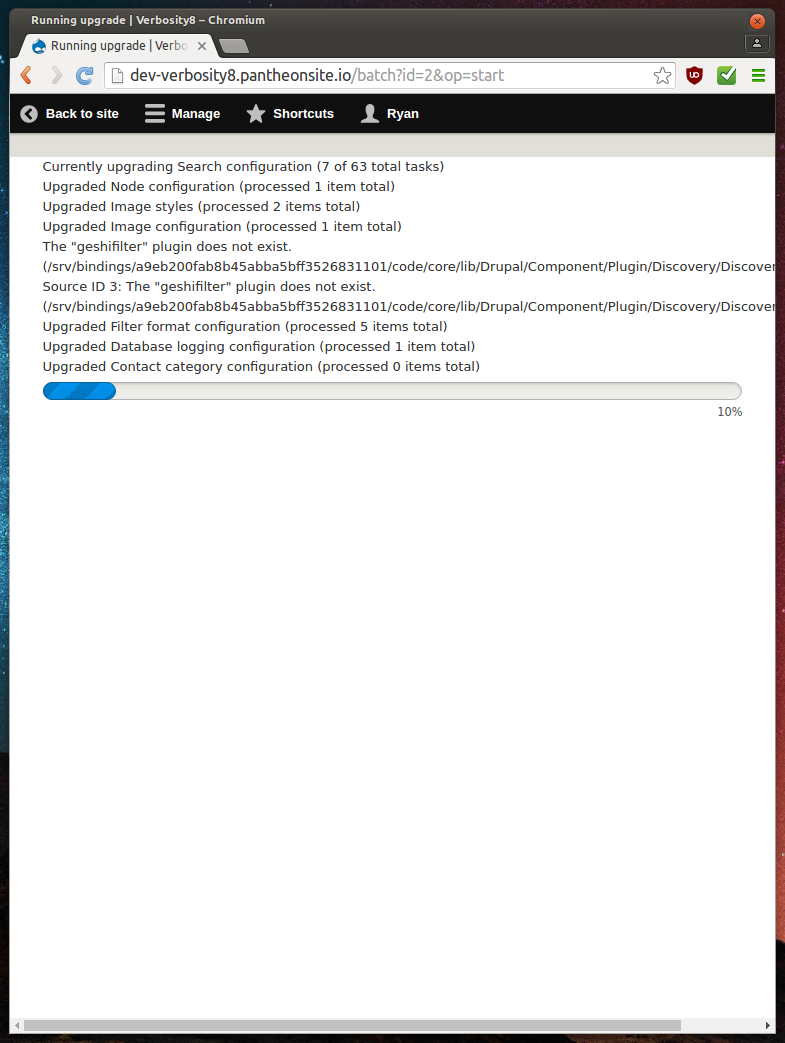 Running upgrade | Verbosity8 – Chromium
Running upgrade | Verbo
dev-verbosity8.pantheonsite.io/batch?id=2&op=start
UO
Back to site
Manage
Shortcuts
Ryan
Currently upgrading Search configuration (7 of 63 total tasks)
Upgraded Node configuration (processed 1 item total)
Upgraded Image styles (processed 2 items total)
Upgraded Image configuration (processed 1 item total)
The "geshifilter" plugin does not exist.
(/srv/bindings/a9eb200fab8b45abba5bff3526831101/code/core/lib/Drupal/Component/Plugin/Discovery/Discover
Source ID 3: The "geshifilter" plugin does not exist.
(/srv/bindings/a9eb200fab8b45abba5bff3526831101/code/core/lib/Drupal/Component/Plugin/Discovery/Discover
Upgraded Filter format configuration (processed 5 items total)
Upgraded Database logging configuration (processed 1 item total)
Upgraded Contact category configuration (processed 0 items total)
10%